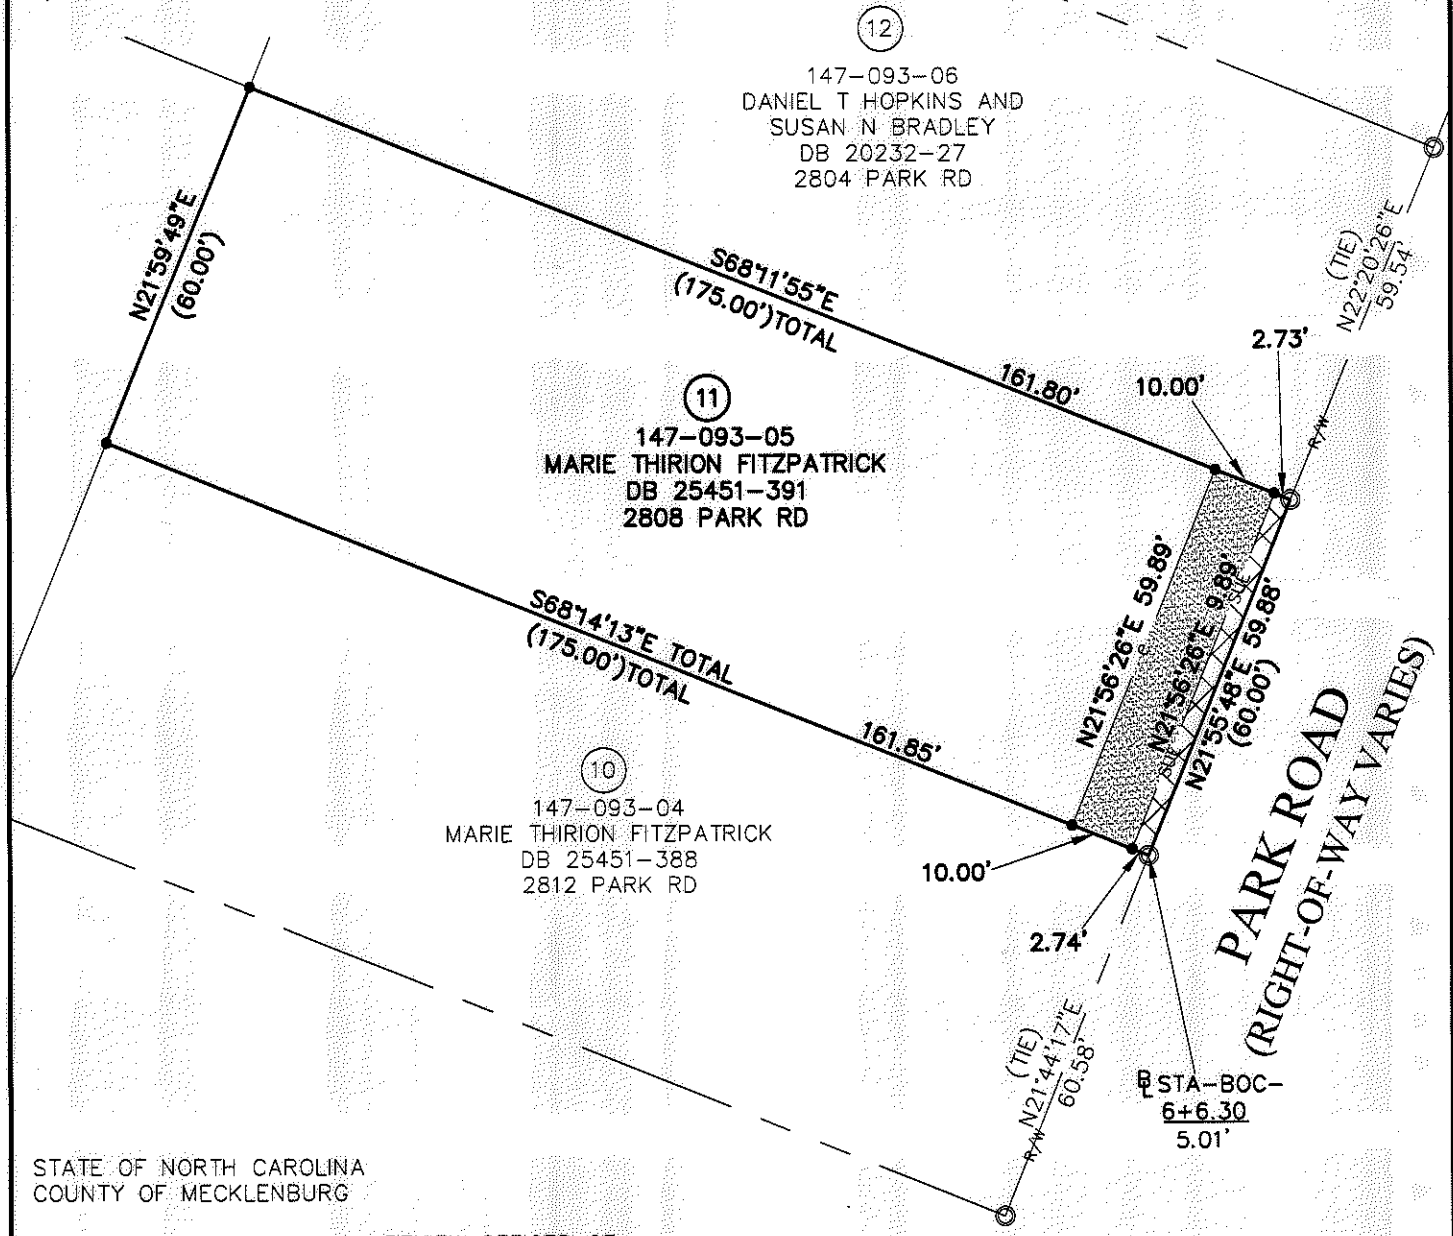 12
147-093-06
DANIEL T HOPKINS AND
SUSAN N BRADLEY
DB 20232-27
2804 PARK RD
(TIE)
N22°20'26"E
59.54'
N21°59'49"E
(60.00')
S68°11'55"E
(175.00')TOTAL
161.80'
10.00'
2.73'
R/W
11
147-093-05
MARIE THIRION FITZPATRICK
DB 25451-391
2808 PARK RD
N21°56'26"E 59.89'
N21°56'26"E 9.89'
SUE
SUE
N21°55'48"E 59.88'
(60.00')
S68°14'13"E TOTAL
(175.00')TOTAL
161.85'
10.00'
2.74'
PARK ROAD
(RIGHT-OF-WAY VARIES)
10
147-093-04
MARIE THIRION FITZPATRICK
DB 25451-388
2812 PARK RD
(TIE)
N21°44'17"E
60.58'
R/W
BL STA-BOC-
6+6.30
5.01'
STATE OF NORTH CAROLINA
COUNTY OF MECKLENBURG